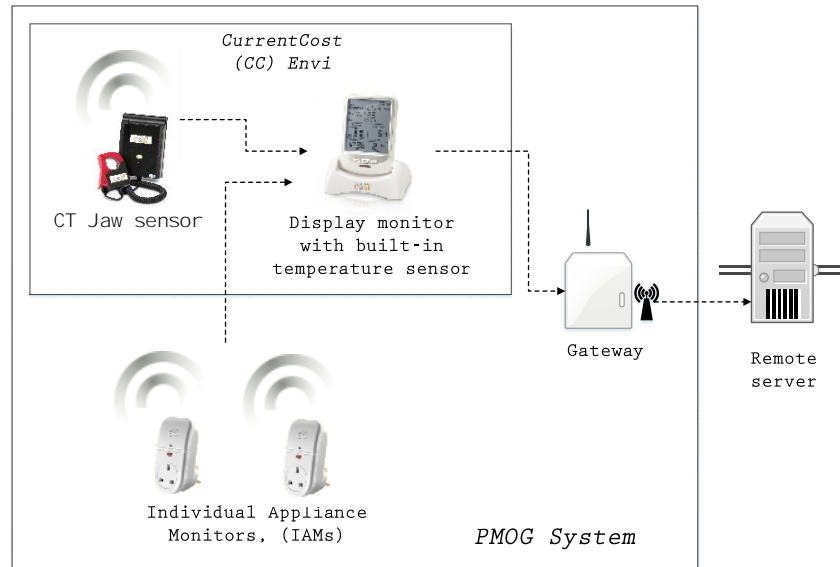 CurrentCost
(CC) Envi
CT Jaw sensor
Display monitor
with built-in
temperature sensor
Gateway
Remote
server
Individual Appliance
Monitors, (IAMs)
PMOG System